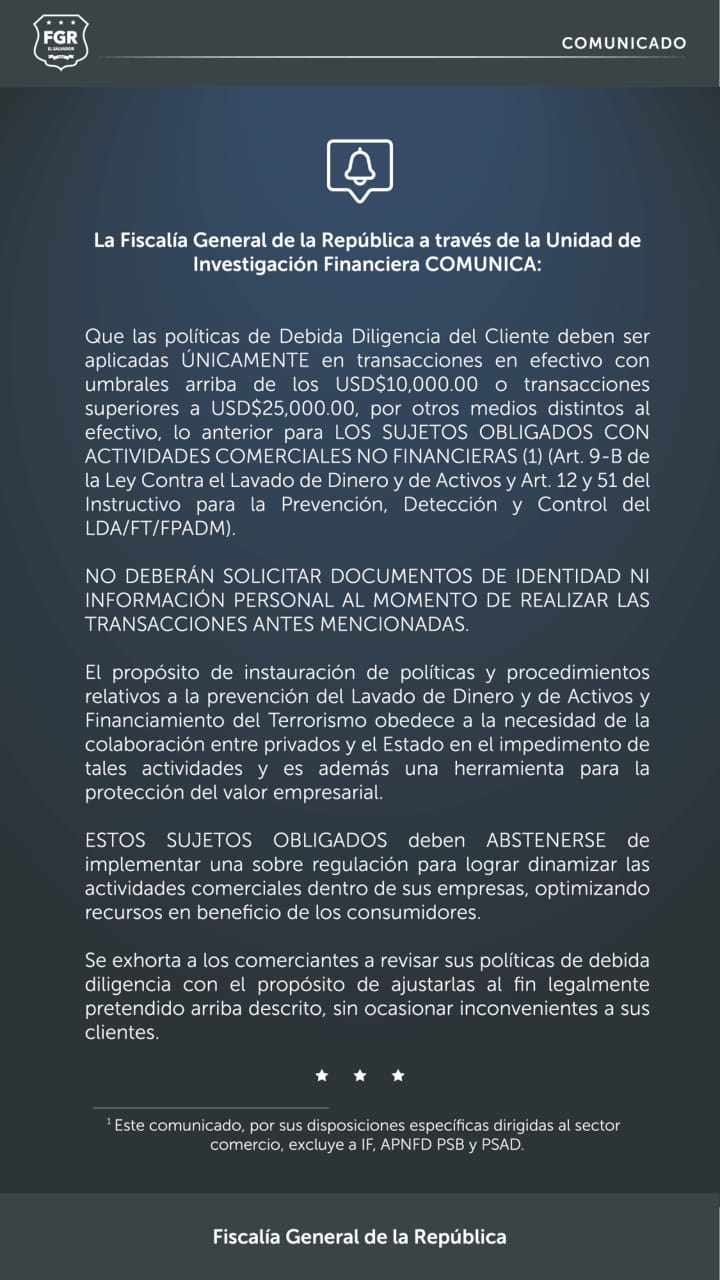 FGR
EL SALVADOR
COMUNICADO
La Fiscalía General de la República a través de la Unidad de
Investigación Financiera COMUNICA:
Que las políticas de Debida Diligencia del Cliente deben ser
aplicadas ÚNICAMENTE en transacciones en efectivo con
umbrales arriba de los USD$10,000.00 o transacciones
superiores a USD$25,000.00, por otros medios distintos al
efectivo, lo anterior para LOS SUJETOS OBLIGADOS CON
ACTIVIDADES COMERCIALES NO FINANCIERAS (1) (Art. 9-B de
la Ley Contra el Lavado de Dinero y de Activos y Art. 12 y 51 del
Instructivo para la Prevención, Detección y Control del
LDA/FT/FPADM).
NO DEBERÁN SOLICITAR DOCUMENTOS DE IDENTIDAD NI
INFORMACIÓN PERSONAL AL MOMENTO DE REALIZAR LAS
TRANSACCIONES ANTES MENCIONADAS.
El propósito de instauración de políticas y procedimientos
relativos a la prevención del Lavado de Dinero y de Activos y
Financiamiento del Terrorismo obedece a la necesidad de la
colaboración entre privados y el Estado en el impedimento de
tales actividades y es además una herramienta para la
protección del valor empresarial.
ESTOS SUJETOS OBLIGADOS deben ABSTENERSE de
implementar una sobre regulación para lograr dinamizar las
actividades comerciales dentro de sus empresas, optimizando
recursos en beneficio de los consumidores.
Se exhorta a los comerciantes a revisar sus políticas de debida
diligencia con el propósito de ajustarlas al fin legalmente
pretendido arriba descrito, sin ocasionar inconvenientes a sus
clientes.
¹ Este comunicado, por sus disposiciones específicas dirigidas al sector
comercio, excluye a IF, APNFD PSB y PSAD.
Fiscalía General de la República